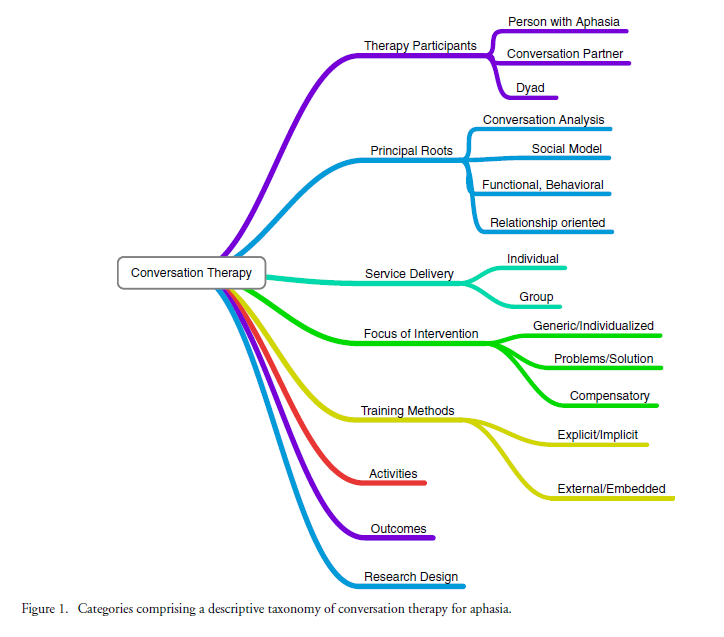 Conversation Therapy
Therapy Participants
Person with Aphasia
Conversation Partner
Dyad
Principal Roots
Conversation Analysis
Social Model
Functional, Behavioral
Relationship oriented
Service Delivery
Individual
Group
Focus of Intervention
Generic/Individualized
Problems/Solution
Compensatory
Training Methods
Explicit/Implicit
External/Embedded
Activities
Outcomes
Research Design
Figure 1. Categories comprising a descriptive taxonomy of conversation therapy for aphasia.